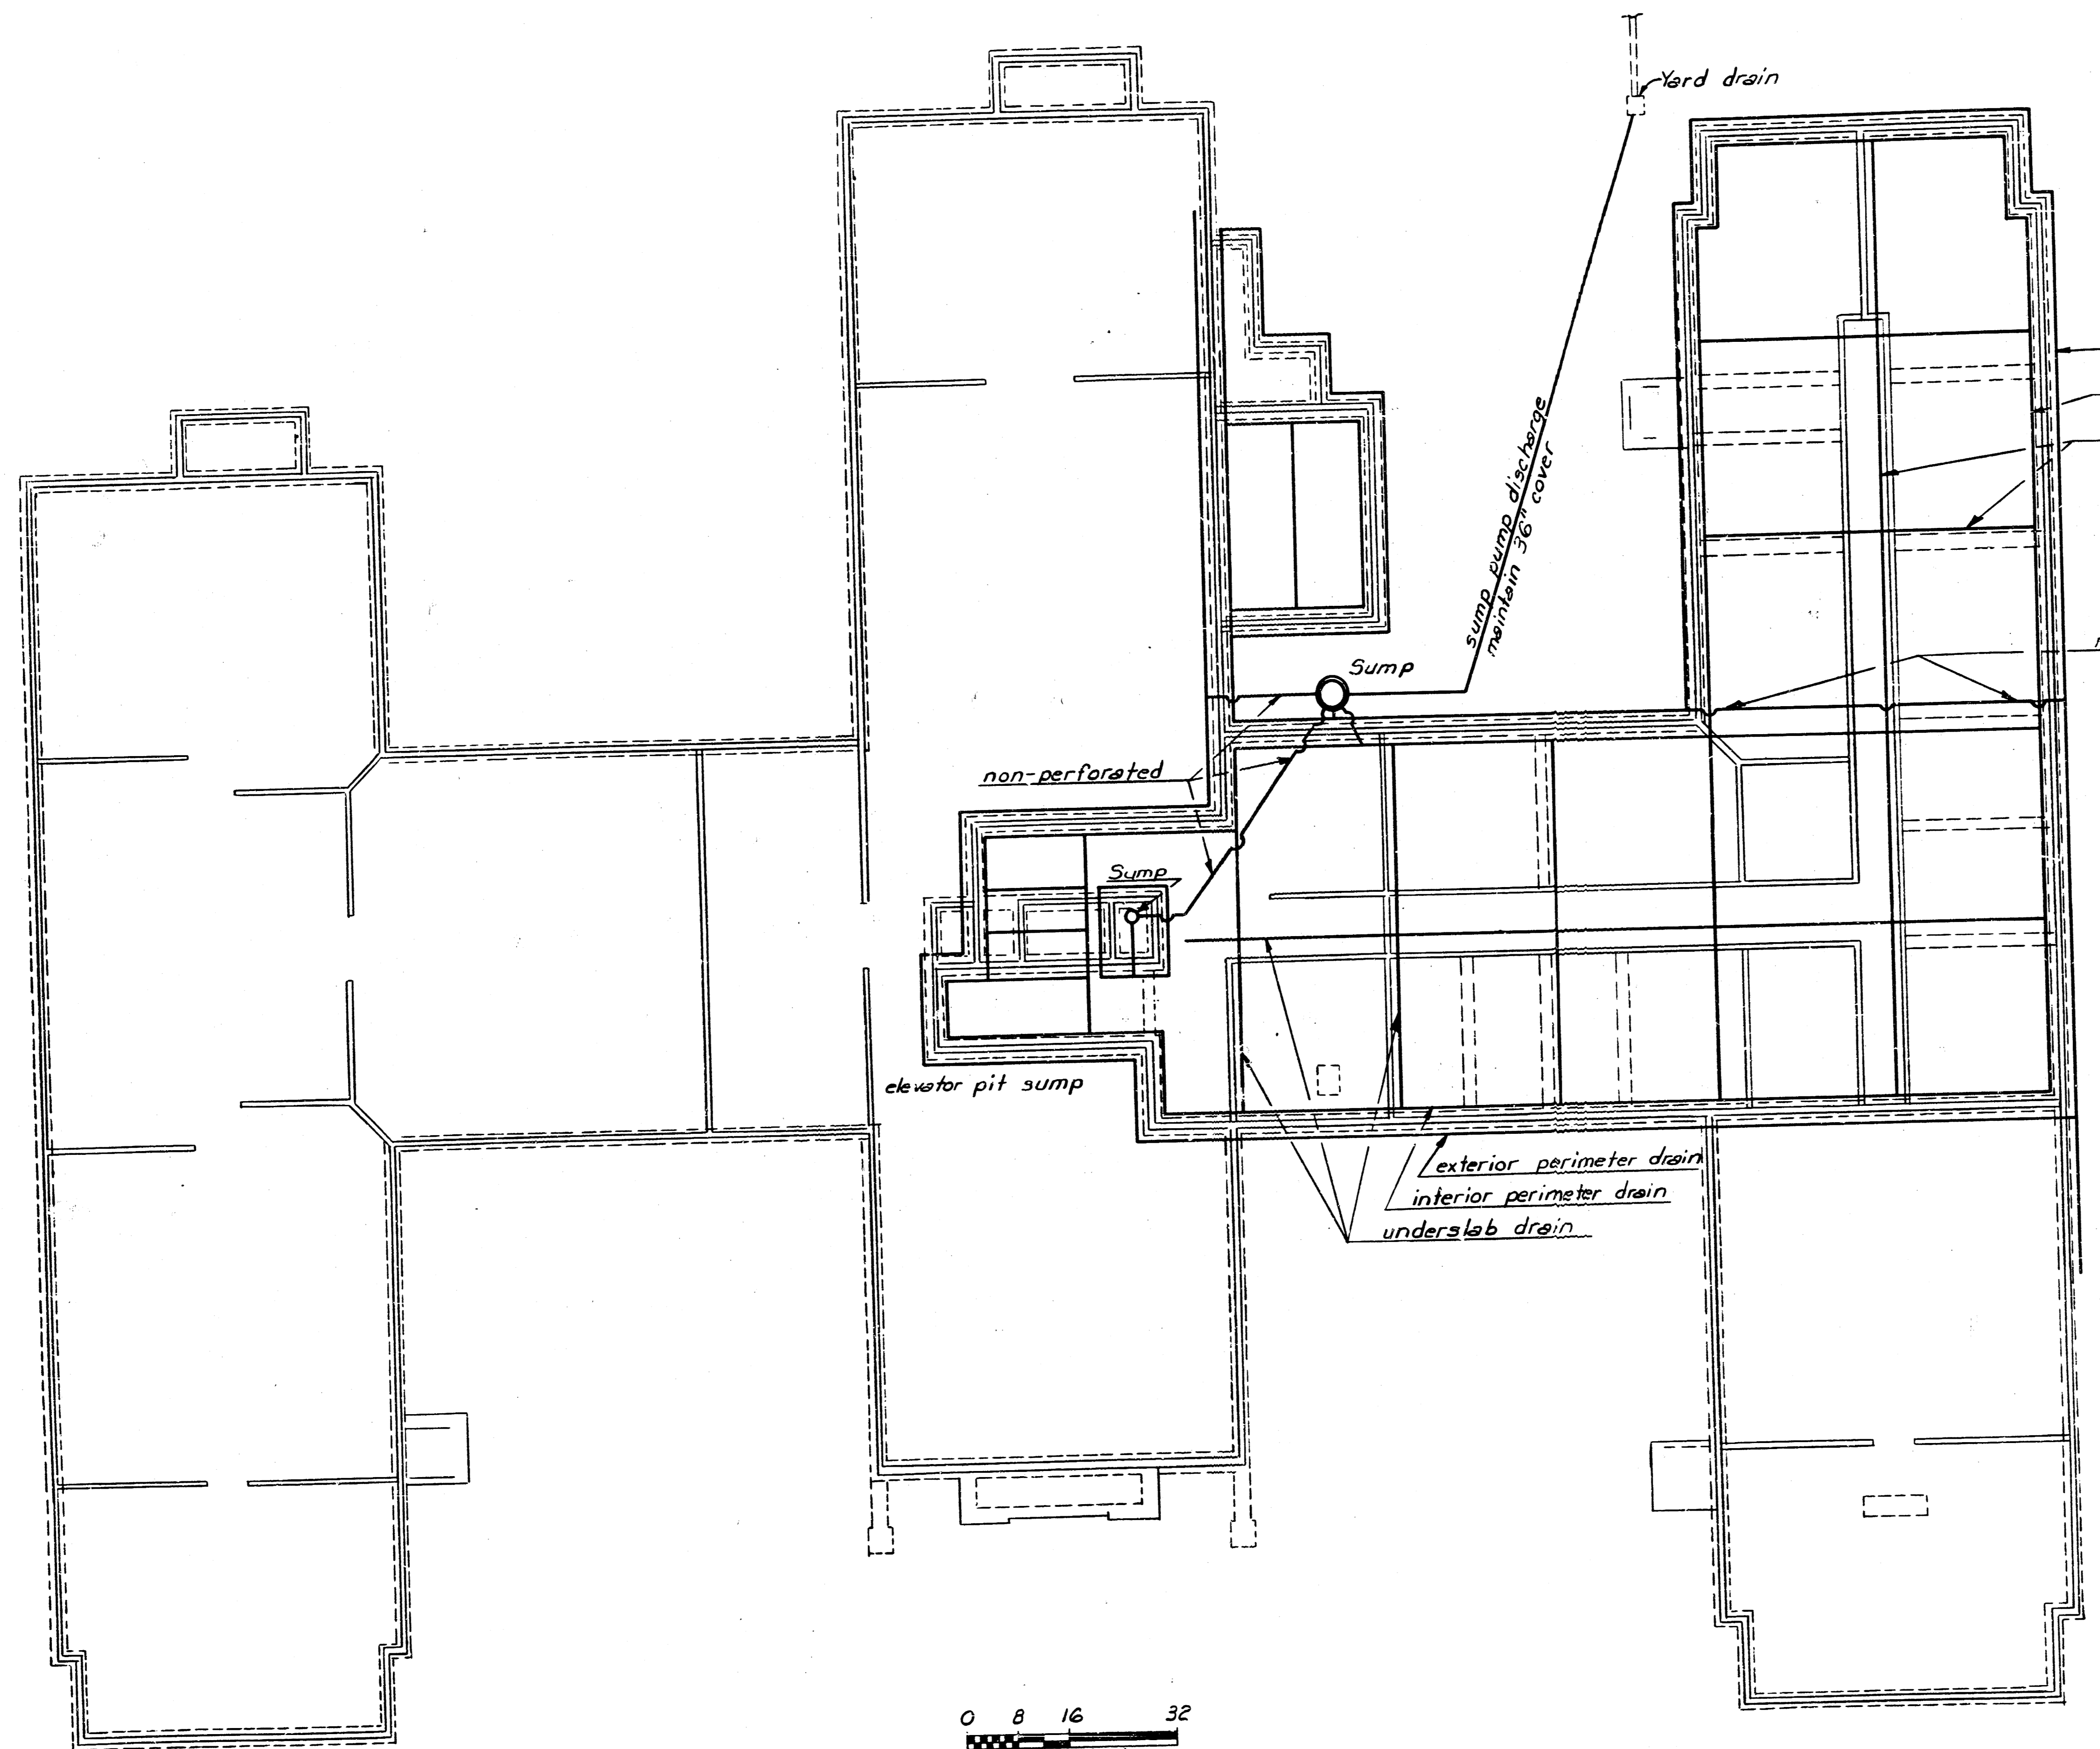 Yard drain
sump pump discharge
maintain 36" cover
Sump
non-perforated
Sump
elevator pit sump
exterior perimeter drain
interior perimeter drain
underslab drain
0 8 16 32